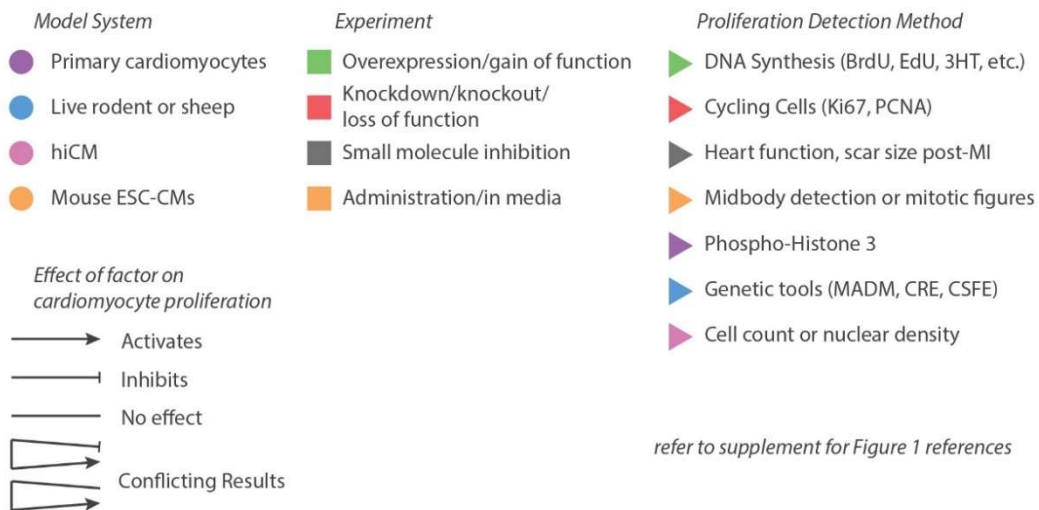 Model System
Primary cardiomyocytes
Live rodent or sheep
hiCM
Mouse ESC-CMs
Effect of factor on
cardiomyocyte proliferation
Activates
Inhibits
No effect
Conflicting Results
Experiment
Overexpression/gain of function
Knockdown/knockout/
loss of function
Small molecule inhibition
Administration/in media
Proliferation Detection Method
DNA Synthesis (BrdU, EdU, 3HT, etc.)
Cycling Cells (Ki67, PCNA)
Heart function, scar size post-MI
Midbody detection or mitotic figures
Phospho-Histone 3
Genetic tools (MADM, CRE, CSFE)
Cell count or nuclear density
refer to supplement for Figure 1 references